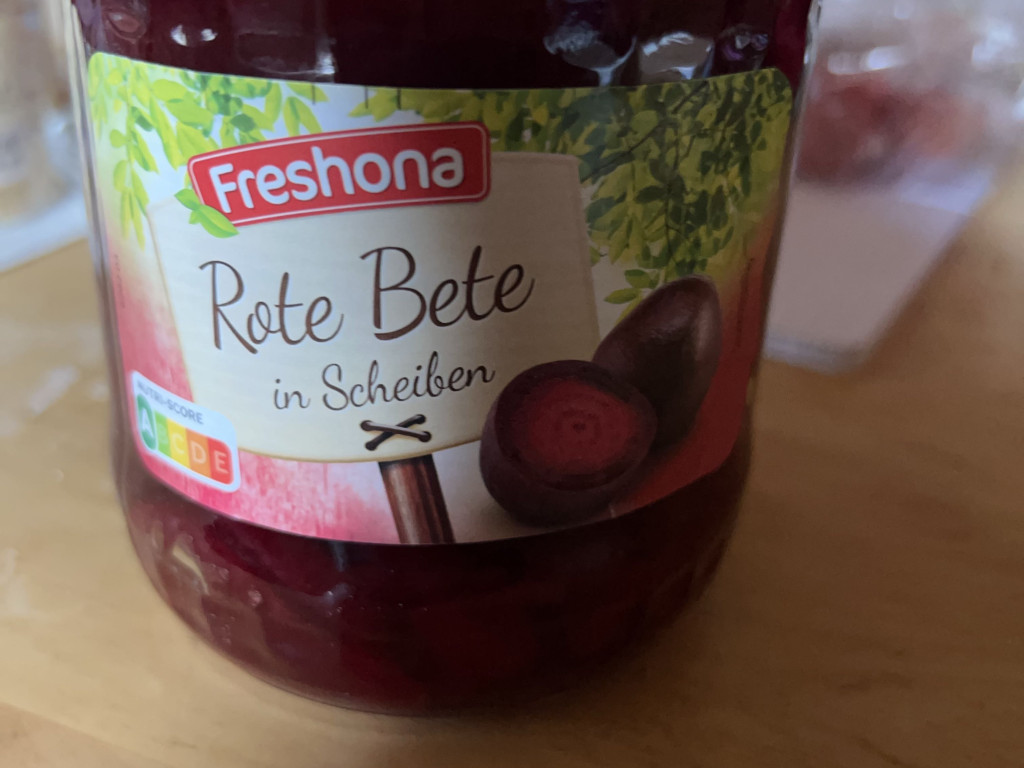 Freshona
Rote Bete
in Scheiben
NUTRI-SCORE
A C D E